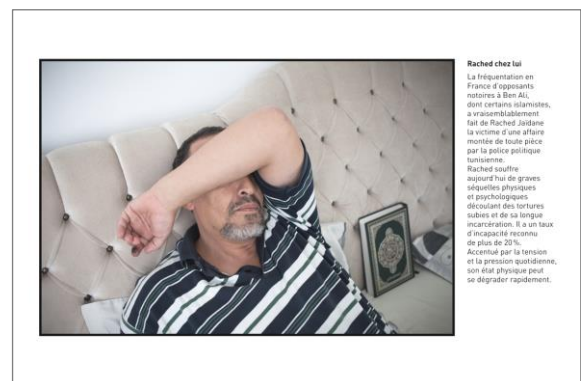 Rached chez lui
La fréquentation en
France d'opposants
notoires à Ben Ali,
dont certains islamistes,
a vraisemblablement
fait de Rached Jaïdane
la victime d'une affaire
montée de toute pièce
par la police politique
tunisienne.
Rached souffre
aujourd'hui de graves
séquelles physiques
et psychologiques
découlant des tortures
subies et de sa longue
incarcération. Il a un taux
d'incapacité reconnu
de plus de 20%.
Accentué par la tension
et la pression quotidienne,
son état physique peut
se dégrader rapidement.